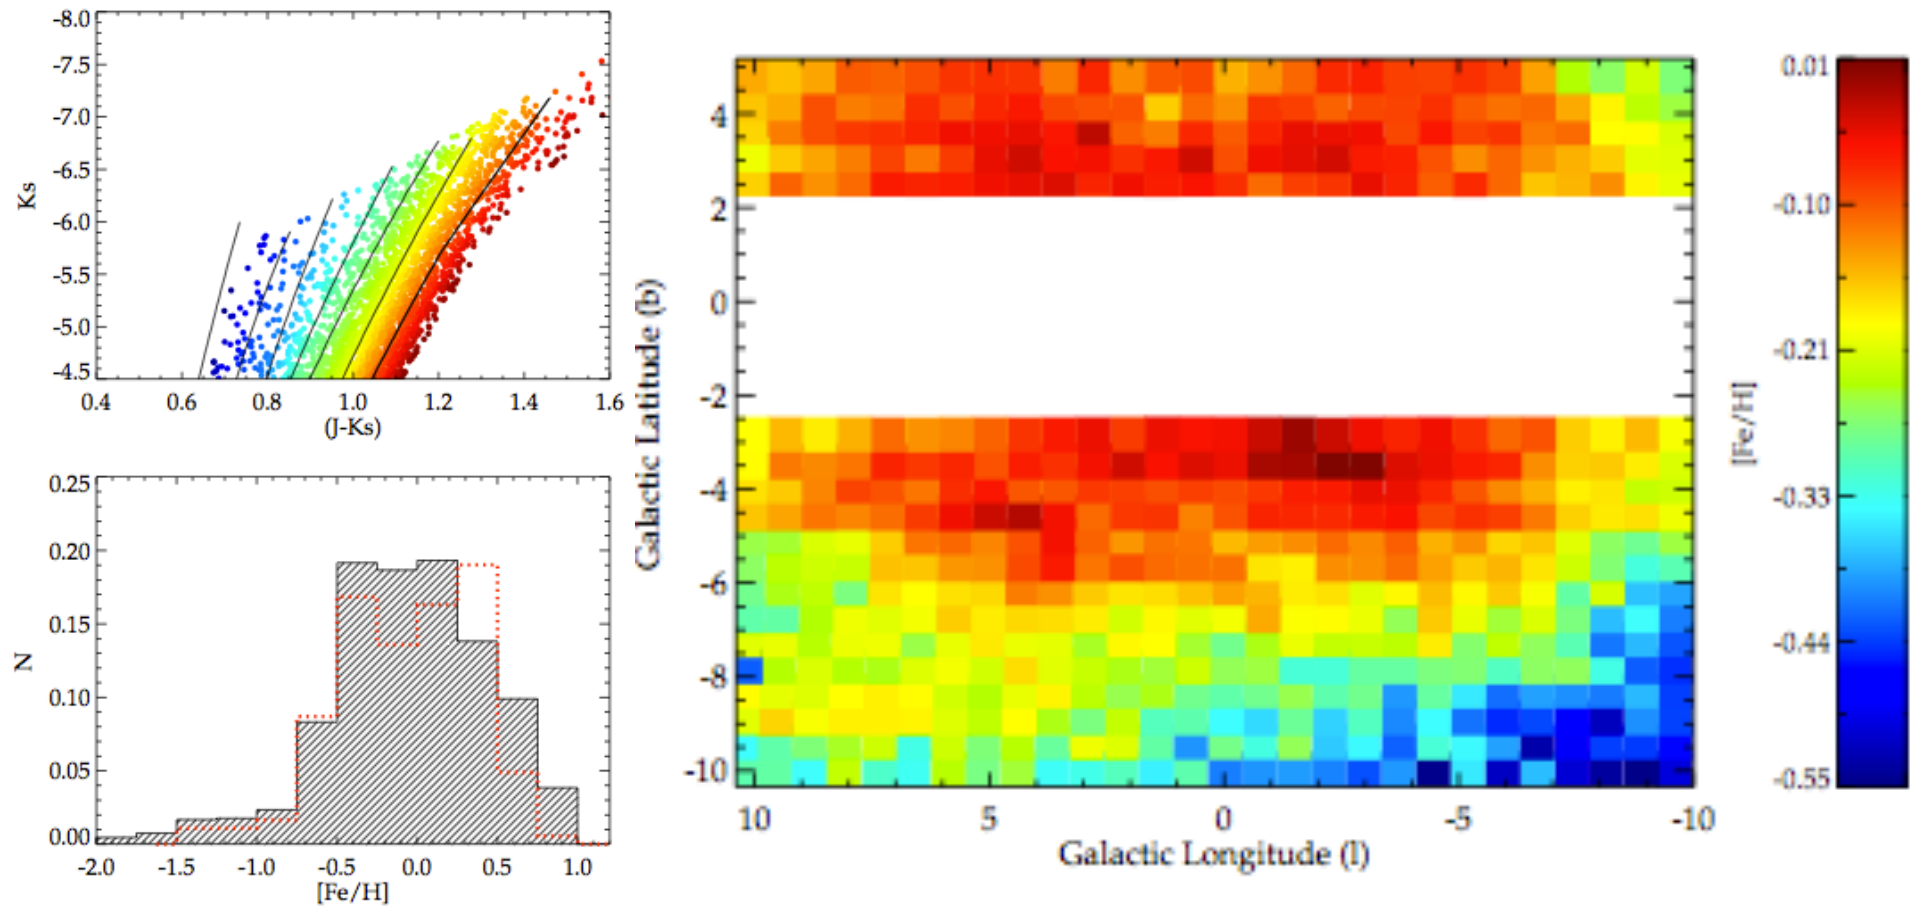 -8.0
-7.5
-7.0
-6.5
-6.0
-5.5
-5.0
-4.5
Ks
0.4 0.6 0.8 1.0 1.2 1.4 1.6
(J-Ks)
0.25
0.20
0.15
0.10
0.05
0.00
N
-2.0 -1.5 -1.0 -0.5 0.0 0.5 1.0
[Fe/H]
4
2
0
-2
-4
-6
-8
-10
Galactic Latitude (b)
10 5 0 -5 -10
Galactic Longitude (l)
0.01
-0.10
-0.21
-0.33
-0.44
-0.55
[Fe/H]